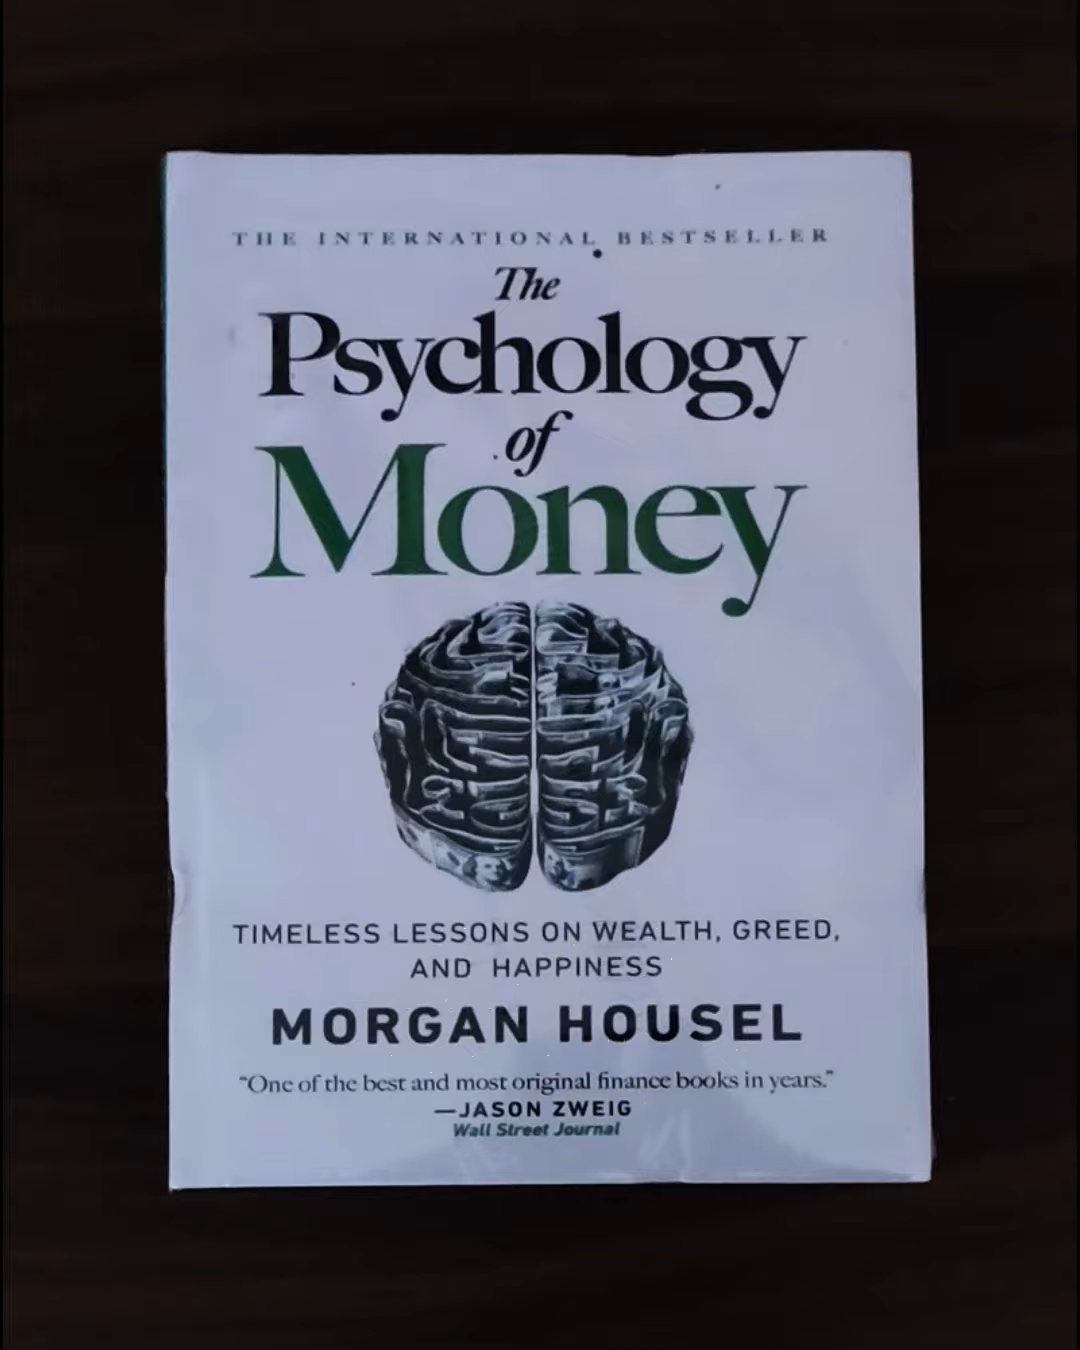 THE INTERNATIONAL BESTSELLER
The
Psychology
of
Money
TIMELESS LESSONS ON WEALTH, GREED,
AND HAPPINESS
MORGAN HOUSEL
“One of the best and most original finance books in years.”
—JASON ZWEIG
Wall Street Journal